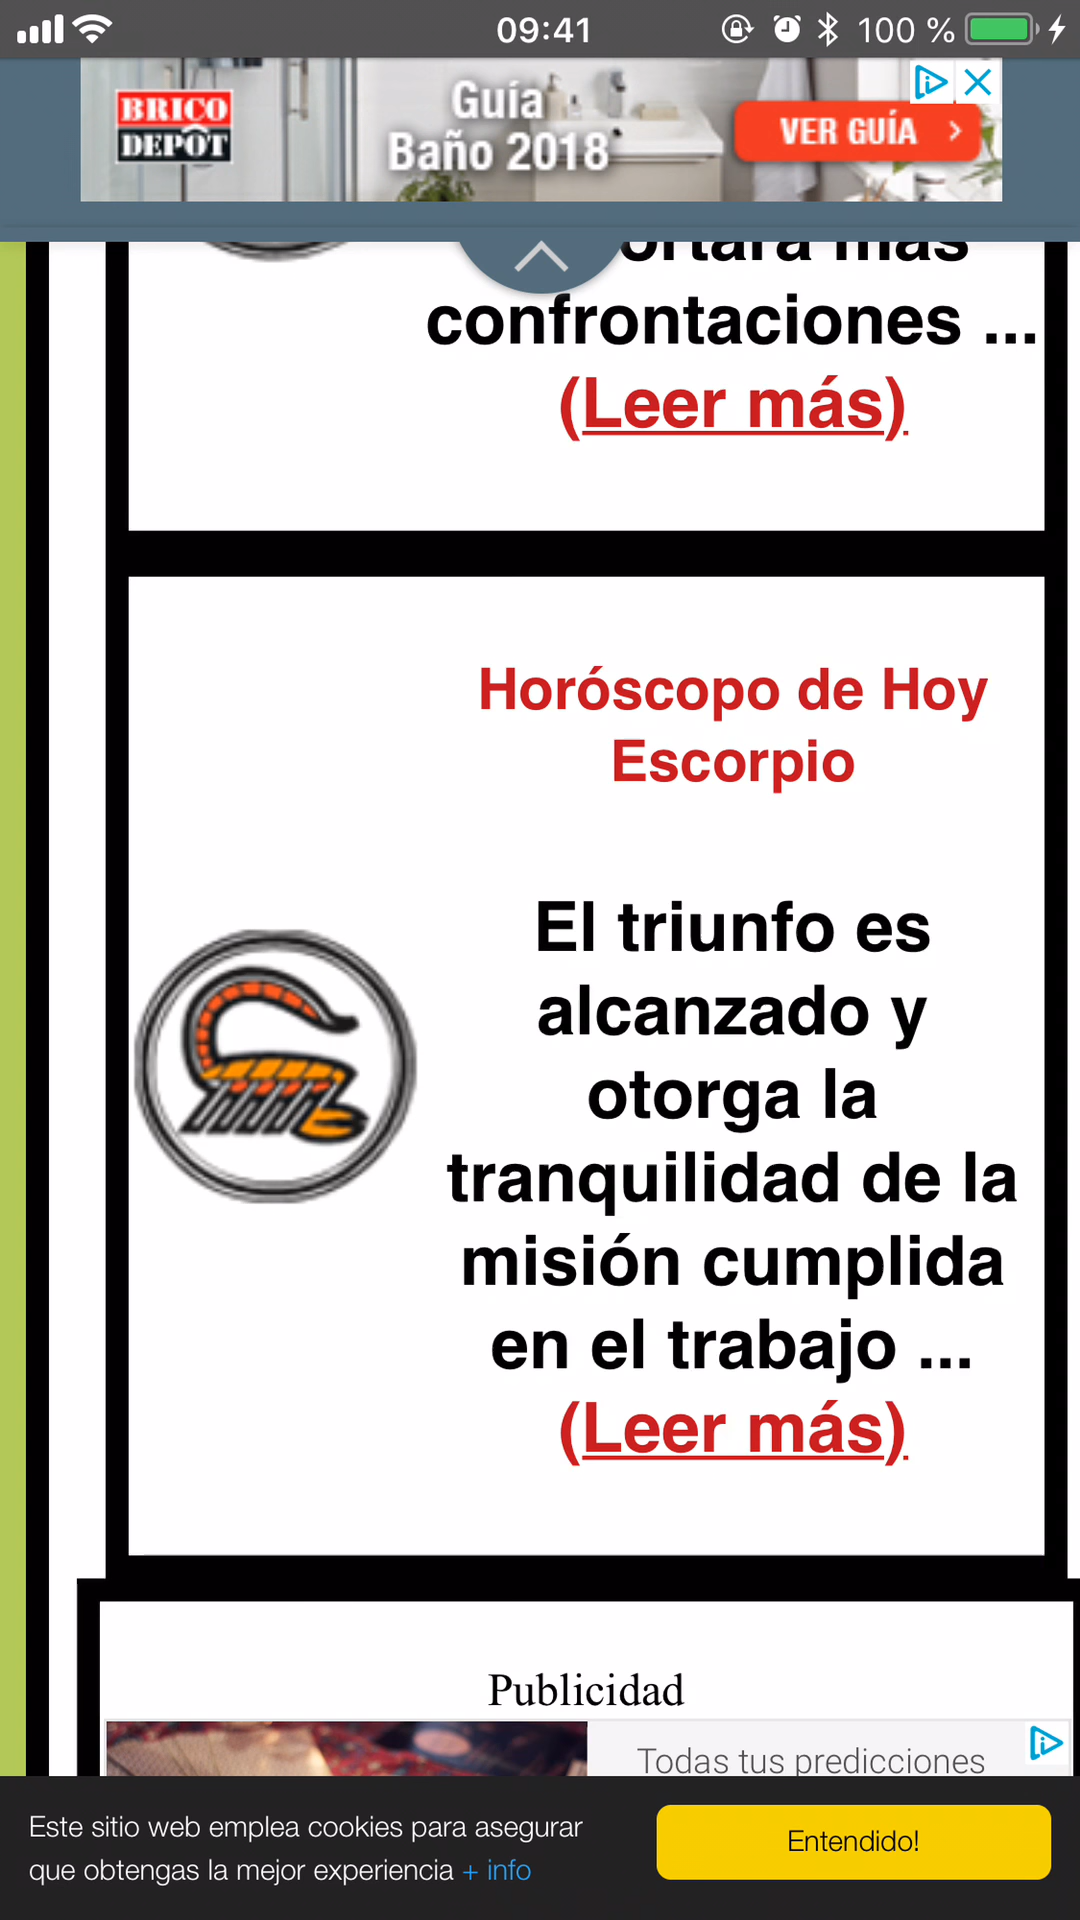 09:41
100 %
BRICO
DEPÔT
Guía
Baño 2018
VER GUÍA
más
confrontaciones ...
(Leer más)
Horóscopo de Hoy
Escorpio
El triunfo es
alcanzado y
otorga la
tranquilidad de la
misión cumplida
en el trabajo ...
(Leer más)
Publicidad
Todas tus predicciones
Este sitio web emplea cookies para asegurar
que obtengas la mejor experiencia + info
Entendido!